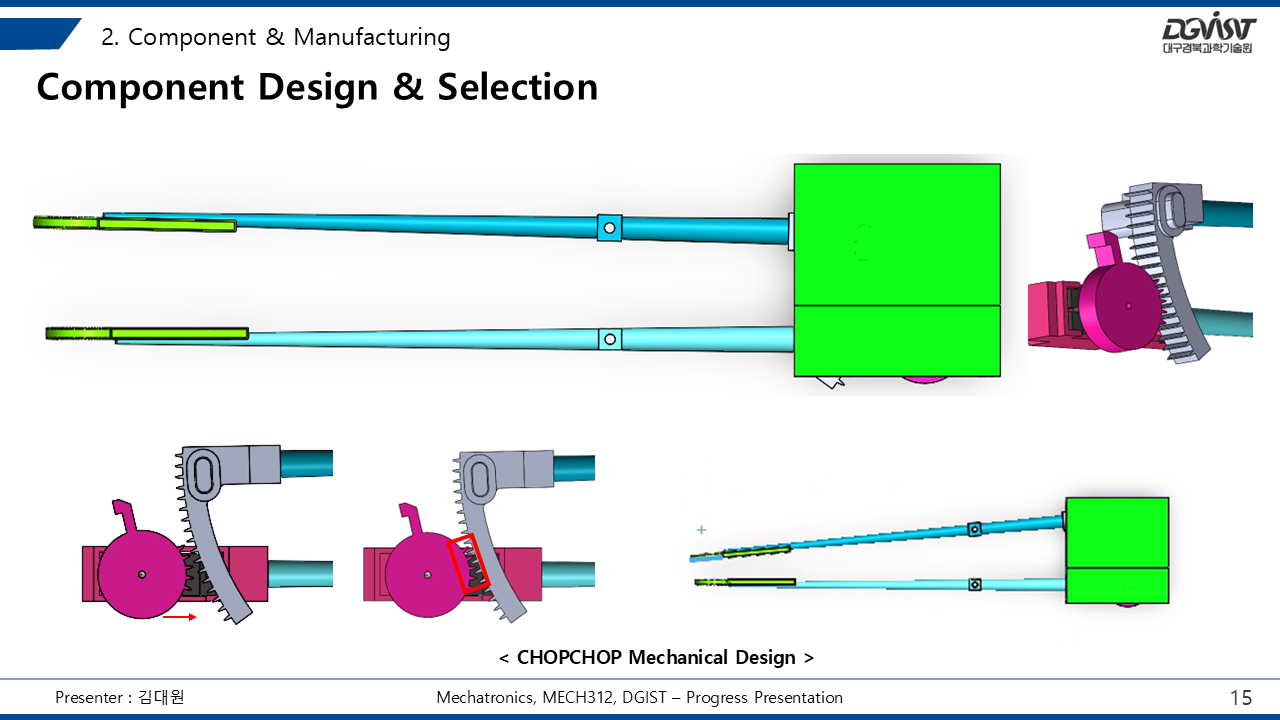 2. Component & Manufacturing
DGIST
대구경북과학기술원
Component Design & Selection
< CHOPCHOP Mechanical Design >
Presenter : 김대원
Mechatronics, MECH312, DGIST – Progress Presentation
15